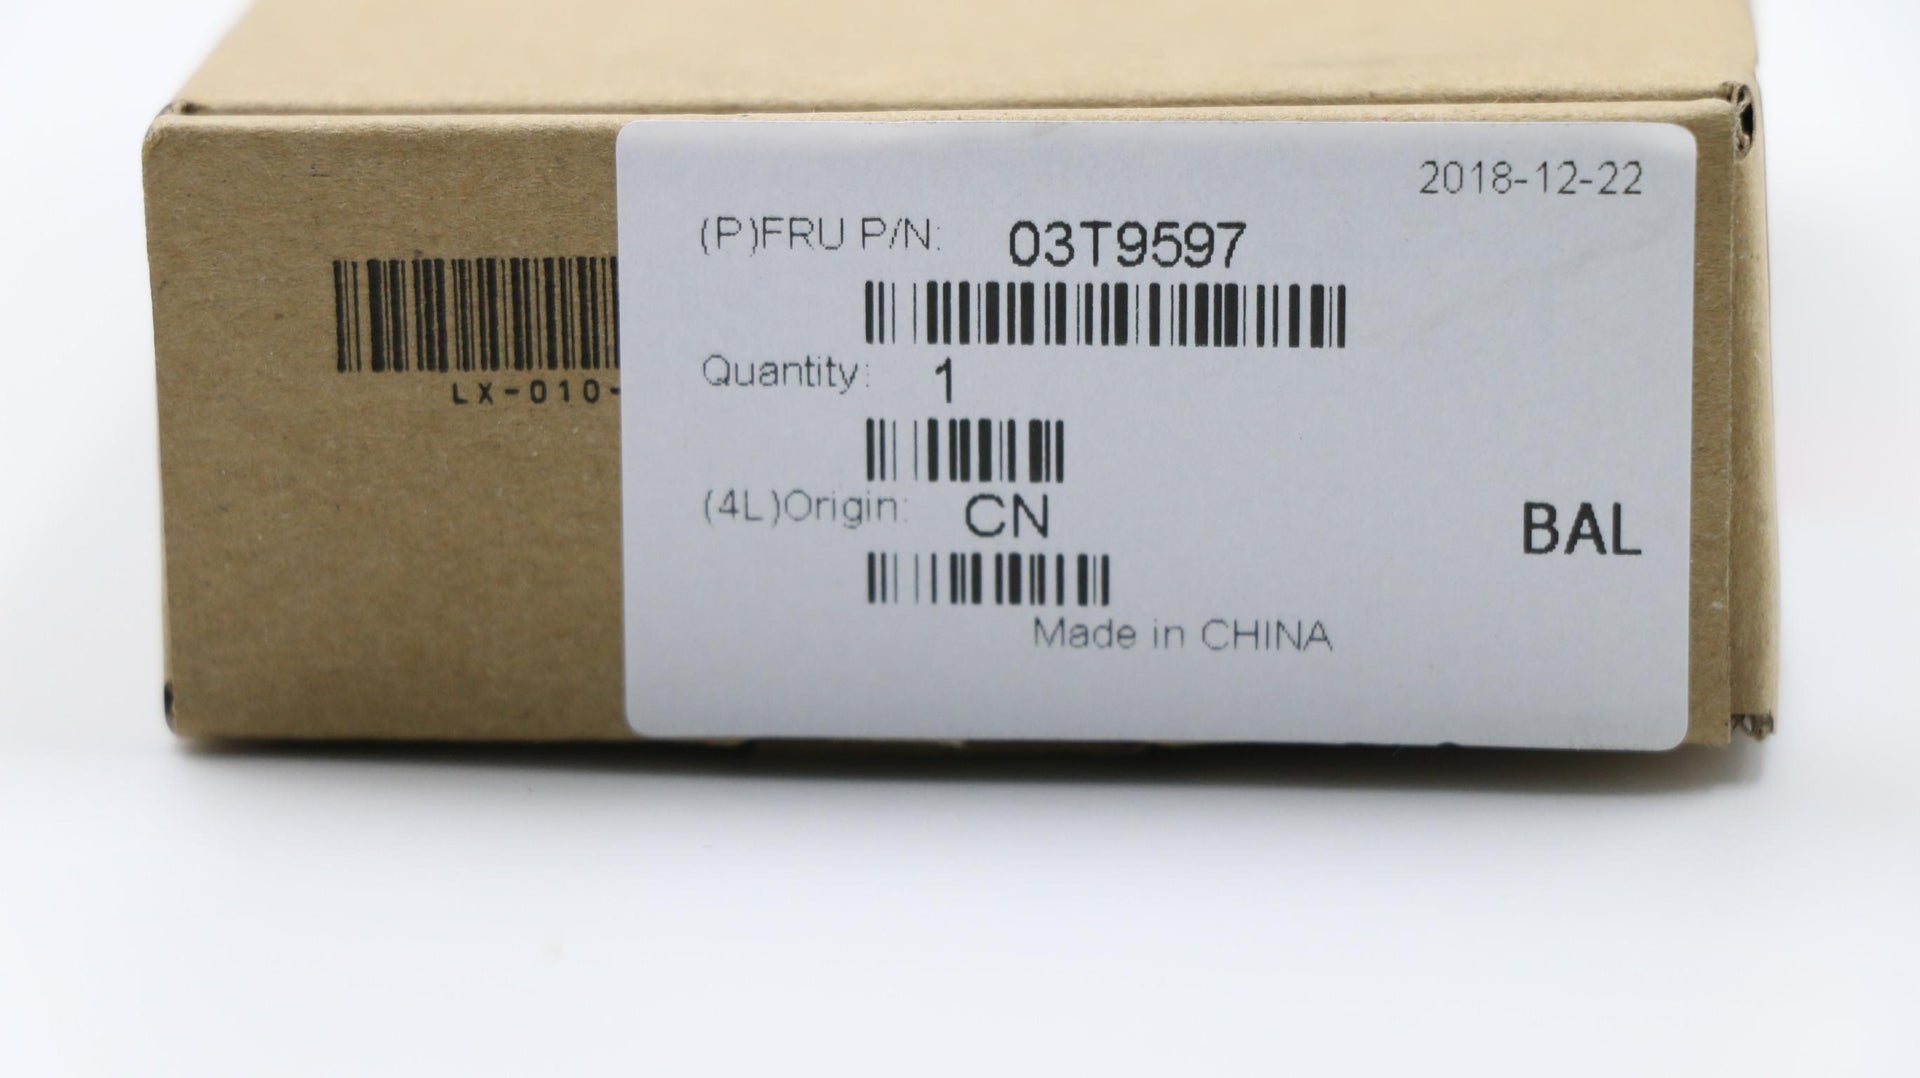 2018-12-22
(P)FRU P/N: 03T9597
LX-010-
Quantity: 1
(4L)Origin: CN
BAL
Made in CHINA